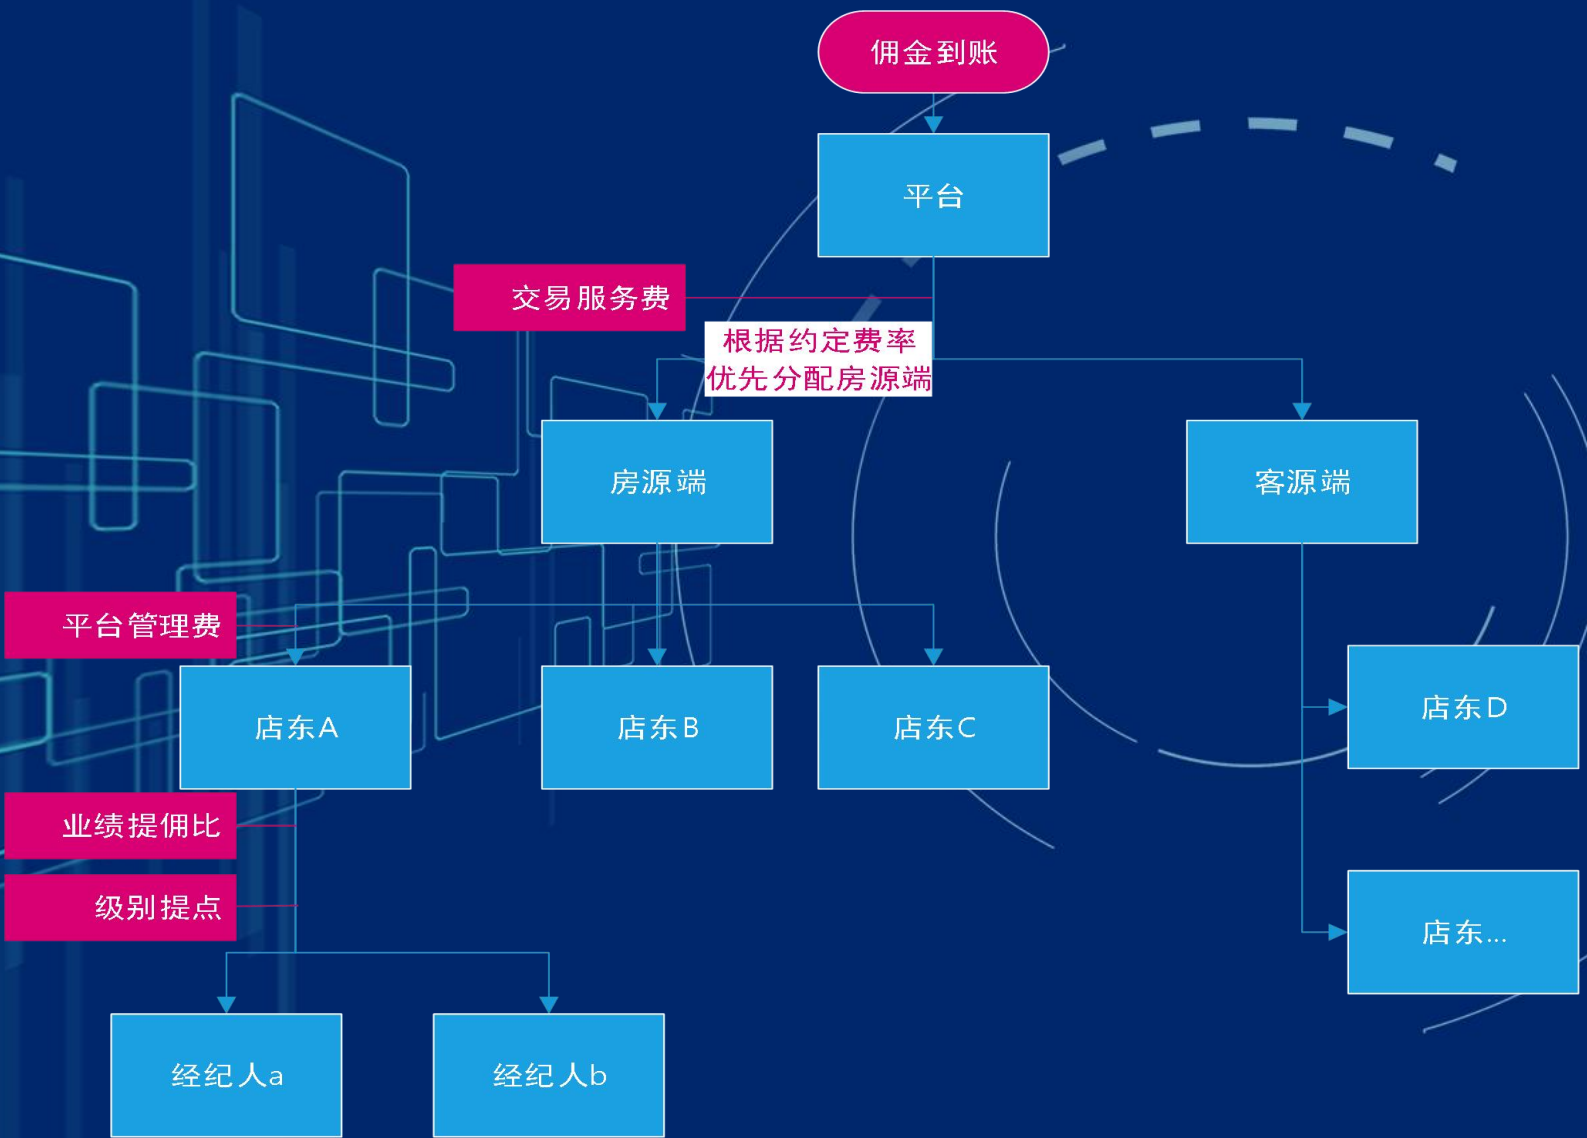 佣金到账
平台
交易服务费
根据约定费率
优先分配房源端
房源端
客源端
平台管理费
店东A
店东B
店东C
店东D
业绩提佣比
级别提点
店东...
经纪人a
经纪人b